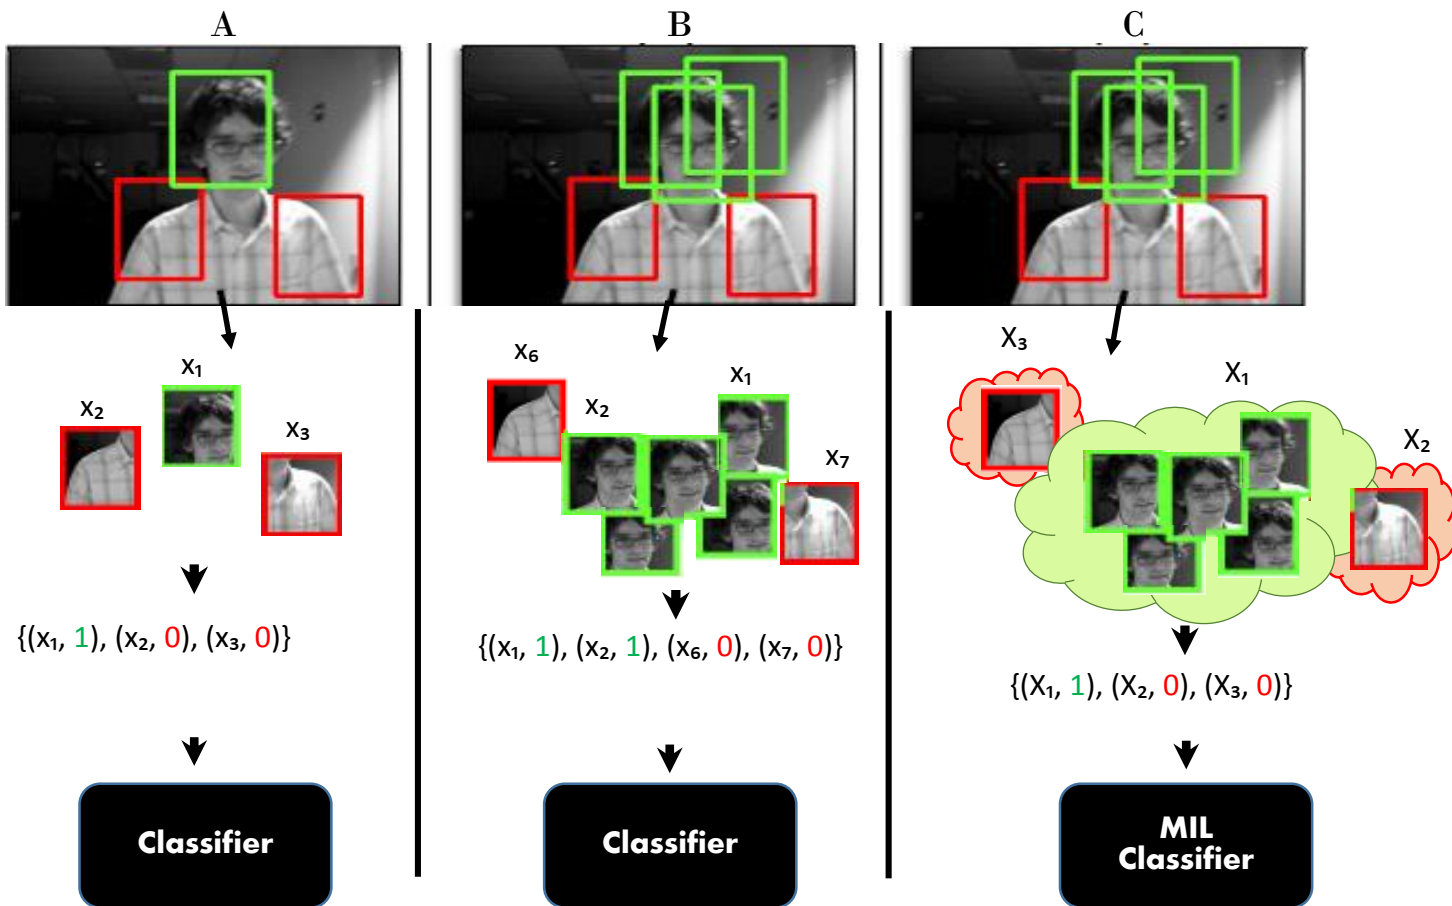 A
B
C
x₁
x₂
x₃
{(x₁, 1), (x₂, 0), (x₃, 0)}
Classifier
x₆
x₁
x₂
x₇
{(x₁, 1), (x₂, 1), (x₆, 0), (x₇, 0)}
Classifier
X₃
X₁
X₂
{(X₁, 1), (X₂, 0), (X₃, 0)}
MIL
Classifier